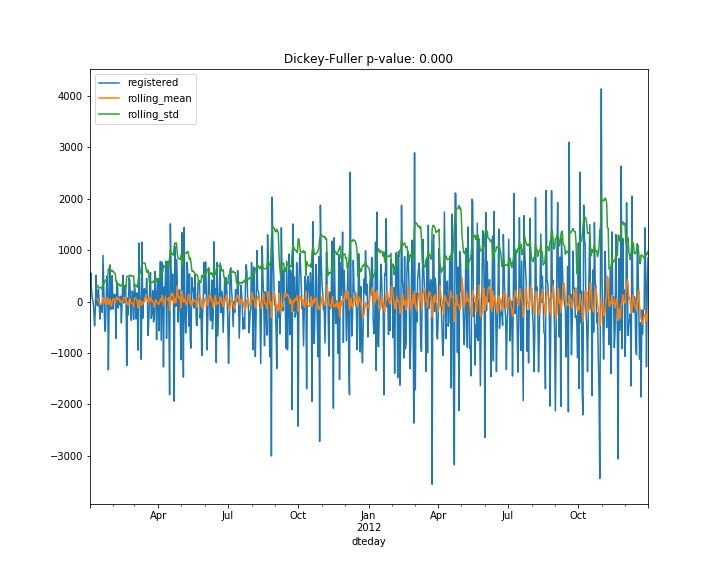 Dickey-Fuller p-value: 0.000
registered
rolling_mean
rolling_std
4000
3000
2000
1000
0
−1000
−2000
−3000
Apr Jul Oct Jan Apr Jul Oct
2012
dteday